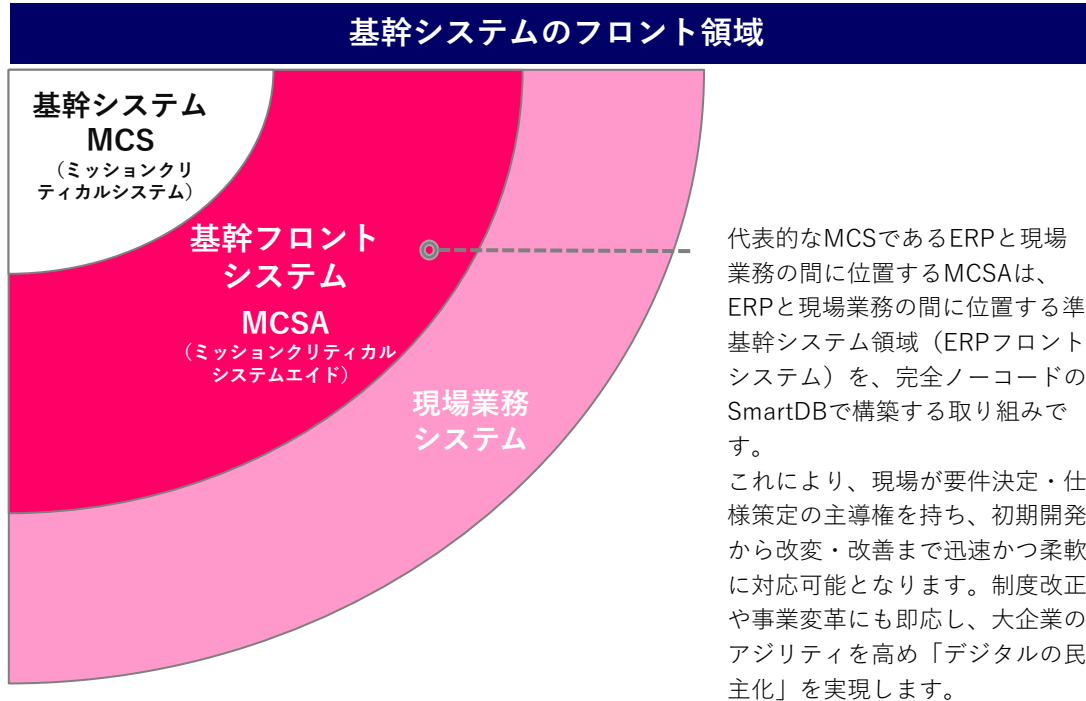 基幹システムのフロント領域
基幹システム
MCS
（ミッションクリ
ティカルシステム）
基幹フロント
システム
MCSA
（ミッションクリティカル
システムエイド）
現場業務
システム
代表的なMCSであるERPと現場
業務の間に位置するMCSAは、
ERPと現場業務の間に位置する準
基幹システム領域（ERPフロント
システム）を、完全ノーコードの
SmartDBで構築する取り組みで
す。
これにより、現場が要件決定・仕
様策定の主導権を持ち、初期開発
から改変・改善まで迅速かつ柔軟
に対応可能となります。制度改正
や事業変革にも即応し、大企業の
アジリティを高め「デジタルの民
主化」を実現します。